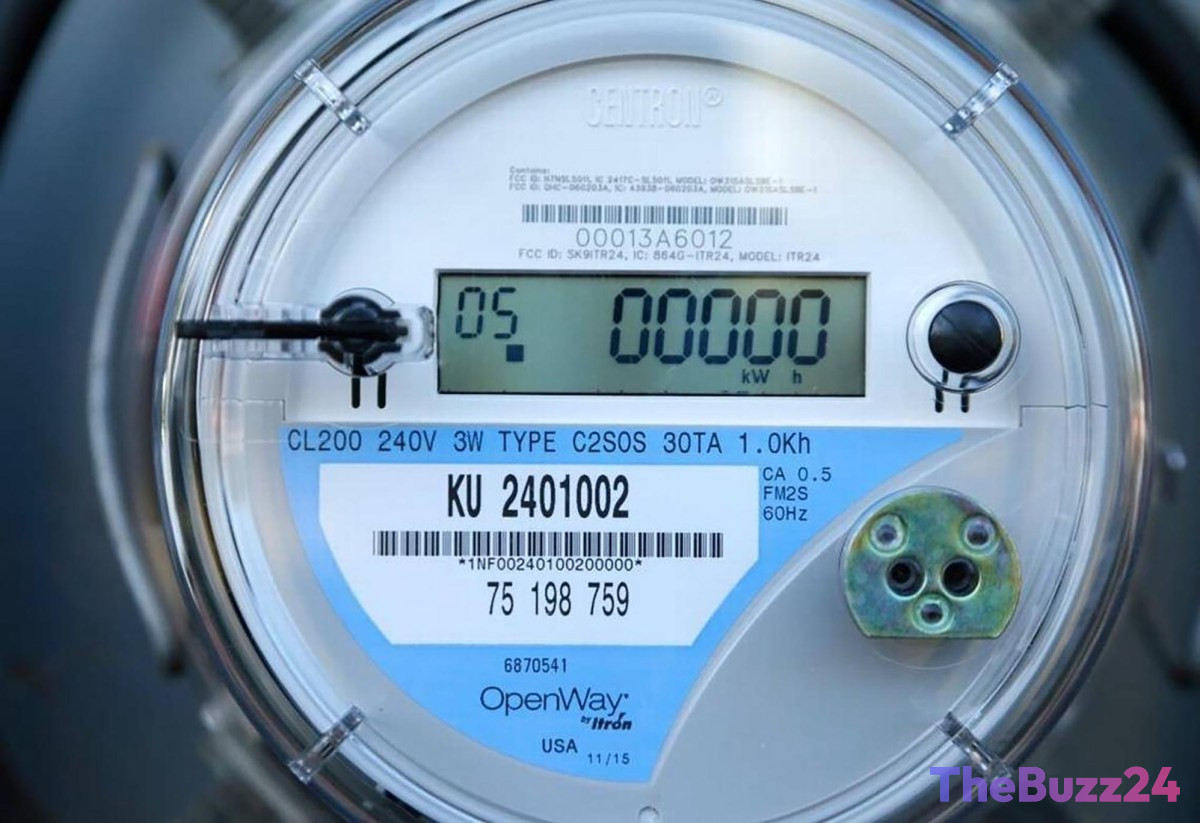 CENTRON®
Contains:
FCC ID: SK9ITR24, IC: 864G-ITR24, MODEL: ITR24
00013A6012
05 00000
kW h
CL200 240V 3W TYPE C2SOS 30TA 1.0Kh
CA 0.5
FM2S
60Hz
KU 2401002
*1NF00240100200000*
75 198 759
6870541
OpenWay®
by Itron
USA 11/15
TheBuzz24